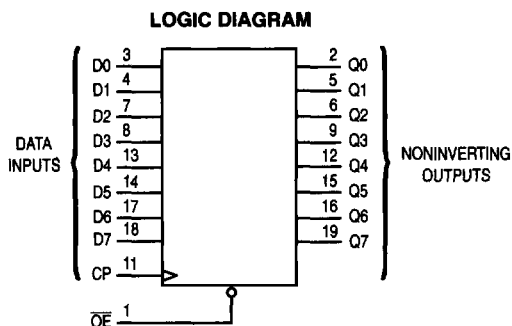 LOGIC DIAGRAM
D0 3 2 Q0
D1 4 5 Q1
D2 7 6 Q2
D3 8 9 Q3
D4 13 12 Q4
D5 14 15 Q5
D6 17 16 Q6
D7 18 19 Q7
CP 11
OE 1
DATA
INPUTS
NONINVERTING
OUTPUTS